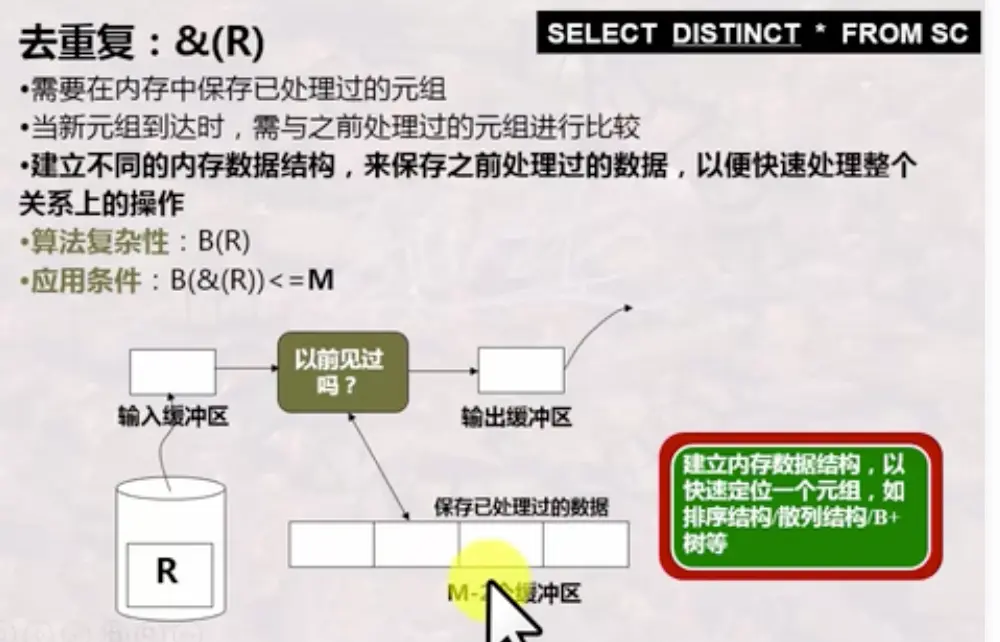 去重复：&(R)
SELECT DISTINCT * FROM SC
•需要在内存中保存已处理过的元组
•当新元组到达时，需与之前处理过的元组进行比较
•建立不同的内存数据结构，来保存之前处理过的数据，以便快速处理整个
关系上的操作
•算法复杂性：B(R)
•应用条件：B(&(R))<=M
以前见过
吗？
输入缓冲区
输出缓冲区
保存已处理过的数据
R
M-2个缓冲区
建立内存数据结构，以
快速定位一个元组，如
排序结构/散列结构/B+
树等